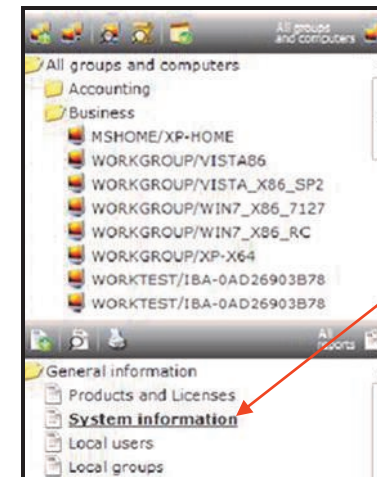 All groups
and computers
All groups and computers
Accounting
Business
MSHOME/XP-HOME
WORKGROUP/VISTA86
WORKGROUP/VISTA_X86_SP2
WORKGROUP/WIN7_X86_7127
WORKGROUP/WIN7_X86_RC
WORKGROUP/XP-X64
WORKTEST/IBA-0AD26903B78
WORKTEST/IBA-0AD26903B78
All
reports
General information
Products and Licenses
System information
Local users
Local groups